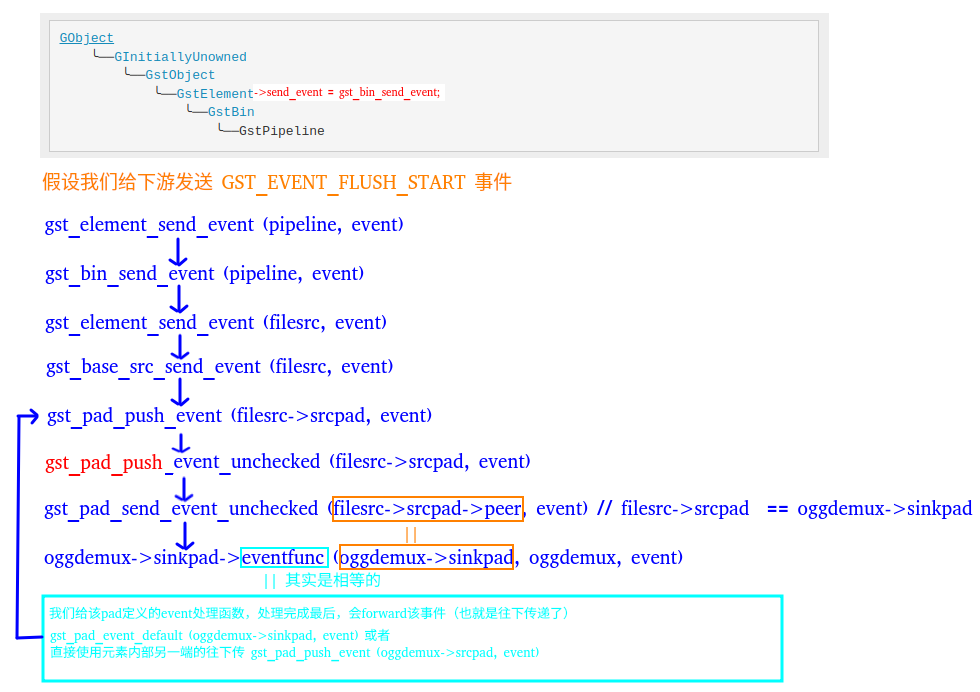 GObject
╰──GInitiallyUnowned
╰──GstObject
╰──GstElement->send_event = gst_bin_send_event;
╰──GstBin
╰──GstPipeline
假设我们给下游发送 GST_EVENT_FLUSH_START 事件
gst_element_send_event (pipeline, event)
gst_bin_send_event (pipeline, event)
gst_element_send_event (filesrc, event)
gst_base_src_send_event (filesrc, event)
gst_pad_push_event (filesrc->srcpad, event)
gst_pad_push_event_unchecked (filesrc->srcpad, event)
gst_pad_send_event_unchecked (filesrc->srcpad->peer, event) // filesrc->srcpad == oggdemux->sinkpad
||
oggdemux->sinkpad->eventfunc (oggdemux->sinkpad, oggdemux, event)
|| 其实是相等的
我们给该pad定义的event处理函数，处理完成最后，会forward该事件（也就是往下传递了）
gst_pad_event_default (oggdemux->sinkpad, event) 或者
直接使用元素内部另一端的往下传 gst_pad_push_event (oggdemux->srcpad, event)